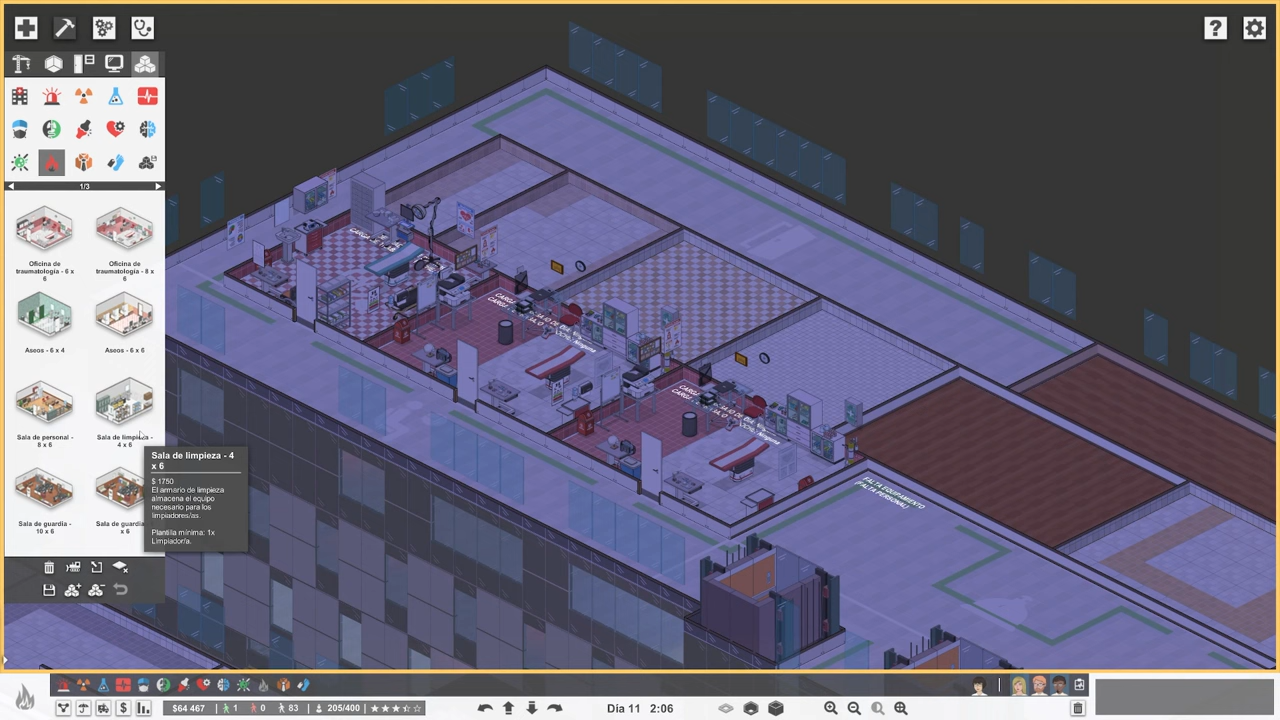 1/3
Oficina de
traumatología - 6 x
6
Oficina de
traumatología - 8 x
6
Aseos - 6 x 4
Aseos - 6 x 6
Sala de personal -
8 x 6
Sala de limpieza -
4 x 6
Sala de limpieza - 4
x 6
$ 1750
El armario de limpieza
almacena el equipo
necesario para los
limpiadores/as.
Plantilla mínima: 1x
Limpiador/a.
Sala de guardia -
10 x 6
Sala de guardia
x 6
FALTA EQUIPAMIENTO
(FALTA PERSONAL)
$64 467
1
0
83
205/400
Día 11 2:06